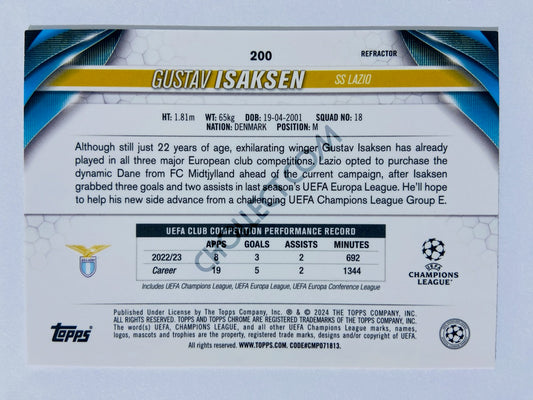 200
REFRACTOR
GUSTAV ISAKSEN
SS LAZIO
HT: 1.81m WT: 65kg DOB: 19-04-2001 SQUAD NO: 18
NATION: DENMARK POSITION: M
Although still just 22 years of age, exhilarating winger Gustav Isaksen has already
played in all three major European club competitions. Lazio opted to purchase the
dynamic Dane from FC Midtjylland ahead of the current campaign, after Isaksen
grabbed three goals and two assists in last season's UEFA Europa League. He'll hope
to help his new side advance from a challenging UEFA Champions League Group E.
UEFA CLUB COMPETITION PERFORMANCE RECORD
APPS GOALS ASSISTS MINUTES
2022/23 8 3 2 692
Career 19 5 2 1344
Includes UEFA Champions League, UEFA Europa League, UEFA Europa Conference League
UEFA
CHAMPIONS
LEAGUE
Topps
Published Under License by The Topps Company, Inc. ® & © 2024 THE TOPPS COMPANY, INC.
ALL RIGHTS RESERVED. TOPPS AND TOPPS CHROME ARE REGISTERED TRADEMARKS OF THE TOPPS COMPANY, INC.
The word(s) UEFA, CHAMPIONS LEAGUE, and all other UEFA Champions League marks, names,
logos, mascots and trophies are the property, registered trade marks, designs and/or copyright of UEFA.
All rights reserved. WWW.TOPPS.COM. CODE#CMP071813.
CHOLLECT.COM